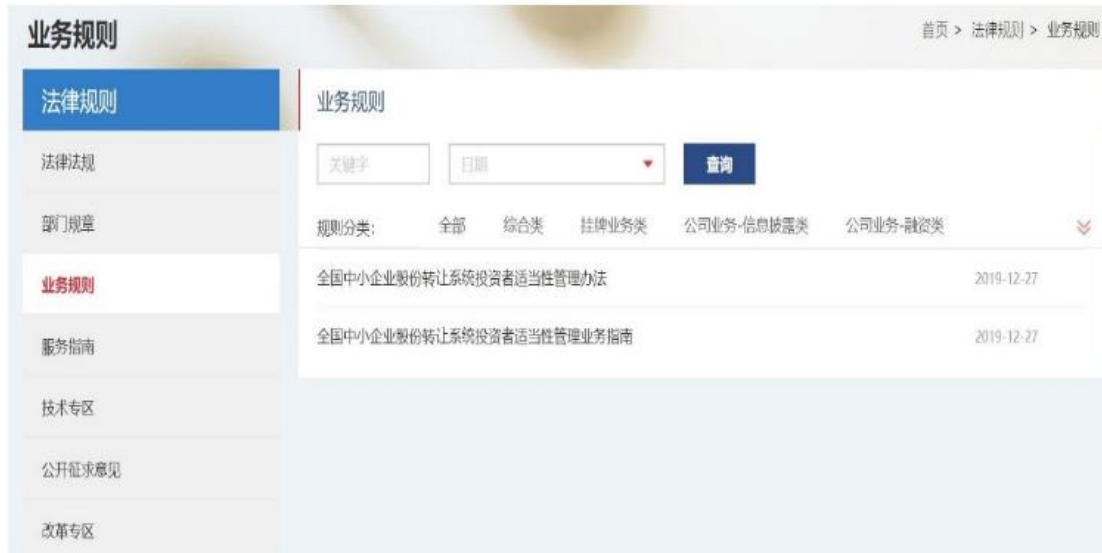 业务规则
首页 > 法律规则 > 业务规则
法律规则
法律法规
部门规章
业务规则
服务指南
技术专区
公开征求意见
改革专区
业务规则
关键字 日期 查询
规则分类： 全部 综合类 挂牌业务类 公司业务-信息披露类 公司业务-融资类
全国中小企业股份转让系统投资者适当性管理办法 2019-12-27
全国中小企业股份转让系统投资者适当性管理业务指南 2019-12-27